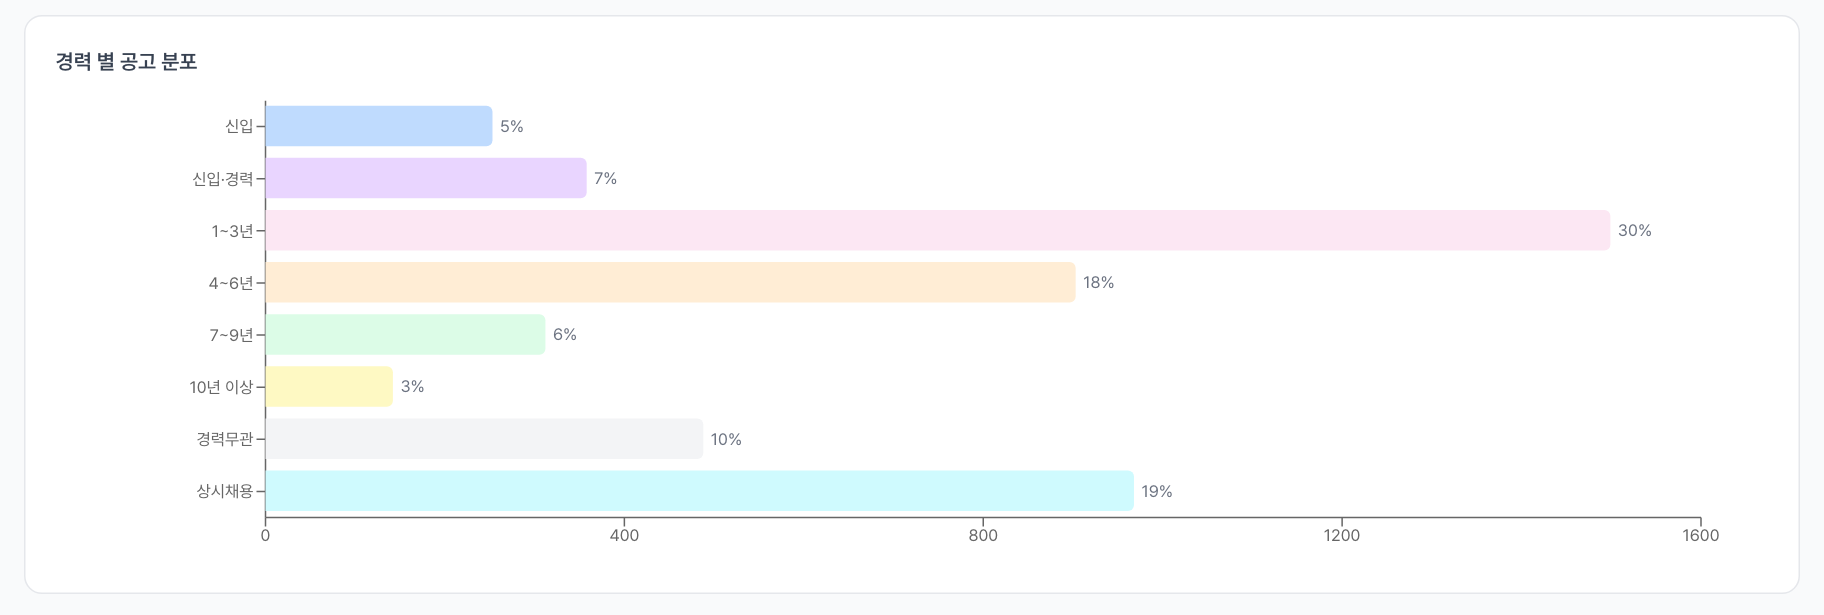 경력 별 공고 분포
신입
5%
신입·경력
7%
1~3년
30%
4~6년
18%
7~9년
6%
10년 이상
3%
경력무관
10%
상시채용
19%
0 400 800 1200 1600